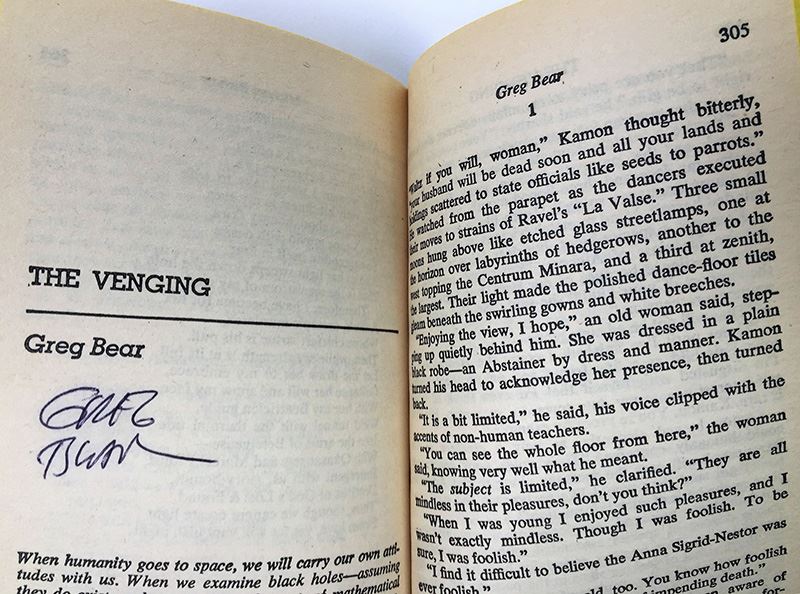 THE VENGING
Greg Bear
GREG
BEAR
When humanity goes to space, we will carry our own atti-
tudes with us. When we examine black holes—assuming
mathematical
305
Greg Bear
1
if you will, woman,” Kamon thought bitterly,
husband will be dead soon and all your lands and
holdings scattered to state officials like seeds to parrots.”
He watched from the parapet as the dancers executed
their moves to strains of Ravel's “La Valse.” Three small
moons hung above like etched glass streetlamps, one at
the horizon over labyrinths of hedgerows, another to the
west topping the Centrum Minara, and a third at zenith,
the largest. Their light made the polished dance-floor tiles
gleam beneath the swirling gowns and white breeches.
“Enjoying the view, I hope,” an old woman said, step-
ping up quietly behind him. She was dressed in a plain
black robe—an Abstainer by dress and manner. Kamon
turned his head to acknowledge her presence, then turned
back.
“It is a bit limited,” he said, his voice clipped with the
accents of non-human teachers.
“You can see the whole floor from here,” the woman
said, knowing very well what he meant.
“The subject is limited,” he clarified. “They are all
mindless in their pleasures, don't you think?”
“When I was young I enjoyed such pleasures, and I
wasn't exactly mindless. Though I was foolish. To be
sure, I was foolish.”
“I find it difficult to believe the Anna Sigrid-Nestor was
ever foolish.”
too. You know how foolish
impending death.”
aware of